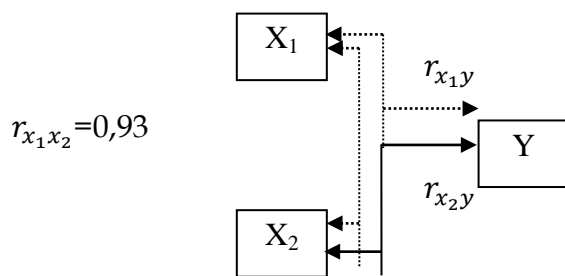 X₁
r_{x₁y}
r_{x₁x₂}=0,93
Y
r_{x₂y}
X₂